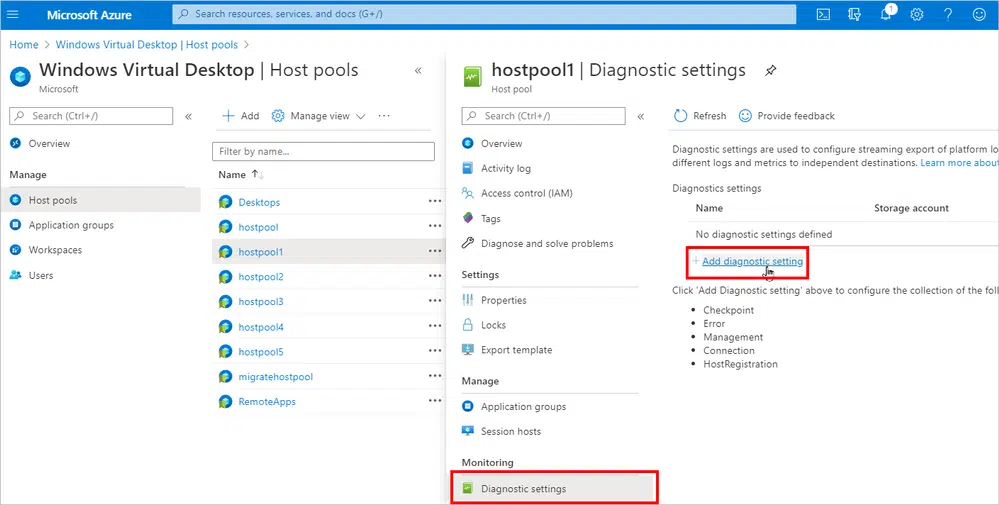 Microsoft Azure
Search resources, services, and docs (G+/)
1
Home > Windows Virtual Desktop | Host pools >
Windows Virtual Desktop | Host pools
Microsoft
Search (Ctrl+/)
Overview
Manage
Host pools
Application groups
Workspaces
Users
Add
Manage view
Filter by name...
Name
Desktops
hostpool
hostpool1
hostpool2
hostpool3
hostpool4
hostpool5
migratehostpool
RemoteApps
hostpool1 | Diagnostic settings
Host pool
Search (Ctrl+/)
Overview
Activity log
Access control (IAM)
Tags
Diagnose and solve problems
Settings
Properties
Locks
Export template
Manage
Application groups
Session hosts
Monitoring
Diagnostic settings
Refresh
Provide feedback
Diagnostic settings are used to configure streaming export of platform lo
different logs and metrics to independent destinations. Learn more about
Diagnostics settings
Name Storage account
No diagnostic settings defined
+ Add diagnostic setting
Click 'Add Diagnostic setting' above to configure the collection of the foll
• Checkpoint
• Error
• Management
• Connection
• HostRegistration